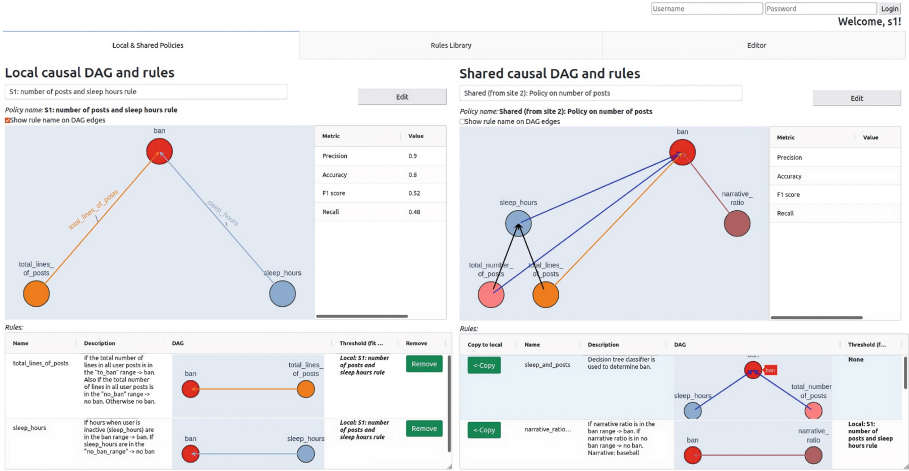 Username
Password
Login
Welcome, s1!
Local & Shared Policies
Rules Library
Editor
Local causal DAG and rules
S1: number of posts and sleep hours rule
Edit
Policy name: S1: number of posts and sleep hours rule
Show rule name on DAG edges
ban
total_lines_of_posts
sleep_hours
total_lines_
of_posts
sleep_hours
Metric Value
Precision 0.9
Accuracy 0.8
F1 score 0.52
Recall 0.48
Rules:
Name Description DAG Threshold (fit ... Remove
total_lines_of_posts
If the total number of
lines in all user posts is in
the "to_ban" range -> ban.
Also if the total number
of lines in all user posts is
in the "no_ban" range ->
no ban. Otherwise no ban.
ban
total_lines_
of_posts
Local: S1: number
of posts and
sleep hours rule
Remove
sleep_hours
If hours when user is
inactive (sleep_hours) are
in the ban range -> ban. If
sleep_hours are in the
"no_ban_range" -> no ban
ban
sleep_hours
Local: S1: number
of posts and
sleep hours rule
Remove
Shared causal DAG and rules
Shared (from site 2): Policy on number of posts
Edit
Policy name: Shared (from site 2): Policy on number of posts
Show rule name on DAG edges
ban
sleep_hours
narrative_
ratio
total_number_
of_posts
total_lines_
of_posts
Metric Value
Precision
Accuracy
F1 score
Recall
Rules:
Copy to local Name Description DAG Threshold (f...
<-Copy
sleep_and_posts
Decision tree classifier is
used to determine ban.
ban
ban
sleep_hours
total_number
of_posts
None
<-Copy
narrative_ratio...
If narrative ratio is in the
ban range -> ban. If
narrative ratio is in no
ban range -> no ban.
Narrative: baseball
ban
narrative_
ratio
Local: S1:
number of
posts and
sleep hours
rule